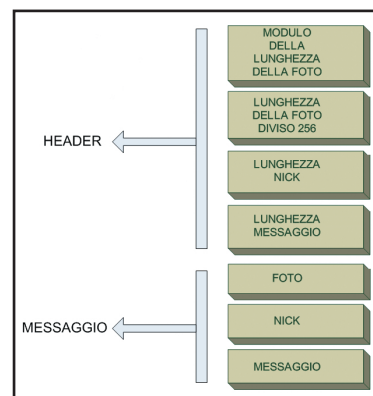 MODULO
DELLA
LUNGHEZZA
DELLA FOTO
LUNGHEZZA
DELLA FOTO
DIVISO 256
HEADER
LUNGHEZZA
NICK
LUNGHEZZA
MESSAGGIO
FOTO
MESSAGGIO
NICK
MESSAGGIO